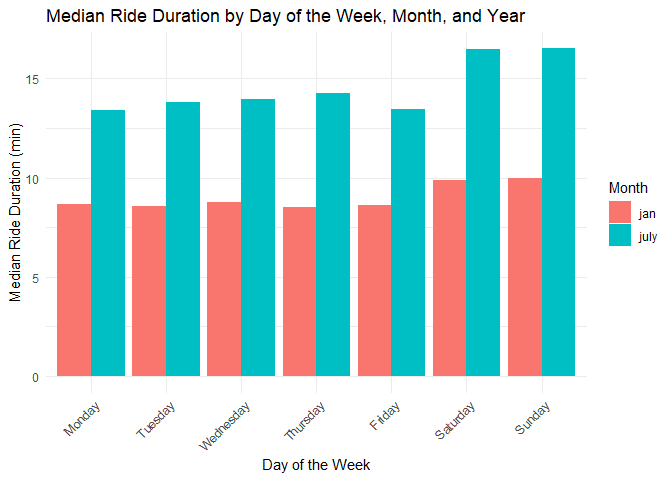 Median Ride Duration by Day of the Week, Month, and Year
Median Ride Duration (min)
15
10
5
0
Monday
Tuesday
Wednesday
Thursday
Friday
Saturday
Sunday
Day of the Week
Month
jan
july